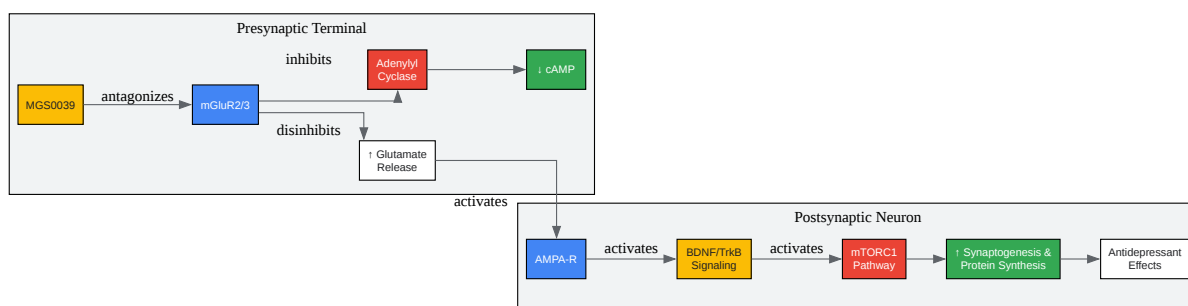 Presynaptic Terminal
inhibits
Adenylyl
Cyclase
↓ cAMP
MGS0039
antagonizes
mGluR2/3
disinhibits
↑ Glutamate
Release
activates
Postsynaptic Neuron
AMPA-R
activates
BDNF/TrkB
Signaling
activates
mTORC1
Pathway
↑ Synaptogenesis &
Protein Synthesis
Antidepressant
Effects